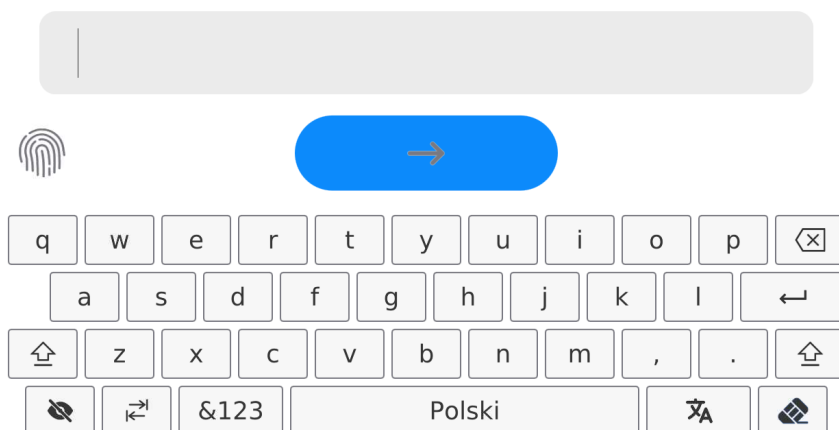 q w e r t y u i o p
a s d f g h j k l
z x c v b n m , .
&123 Polski